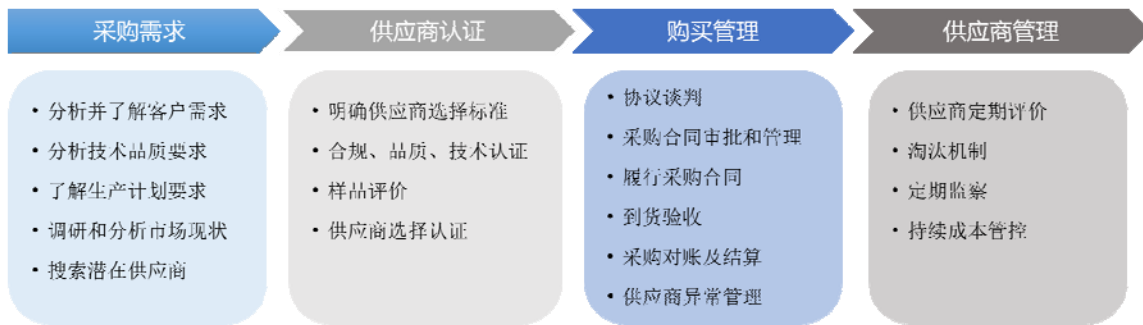 采购需求
供应商认证
购买管理
供应商管理
• 分析并了解客户需求
• 分析技术品质要求
• 了解生产计划要求
• 调研和分析市场现状
• 搜索潜在供应商
• 明确供应商选择标准
• 合规、品质、技术认证
• 样品评价
• 供应商选择认证
• 协议谈判
• 采购合同审批和管理
• 履行采购合同
• 到货验收
• 采购对账及结算
• 供应商异常管理
• 供应商定期评价
• 淘汰机制
• 定期监察
• 持续成本管控